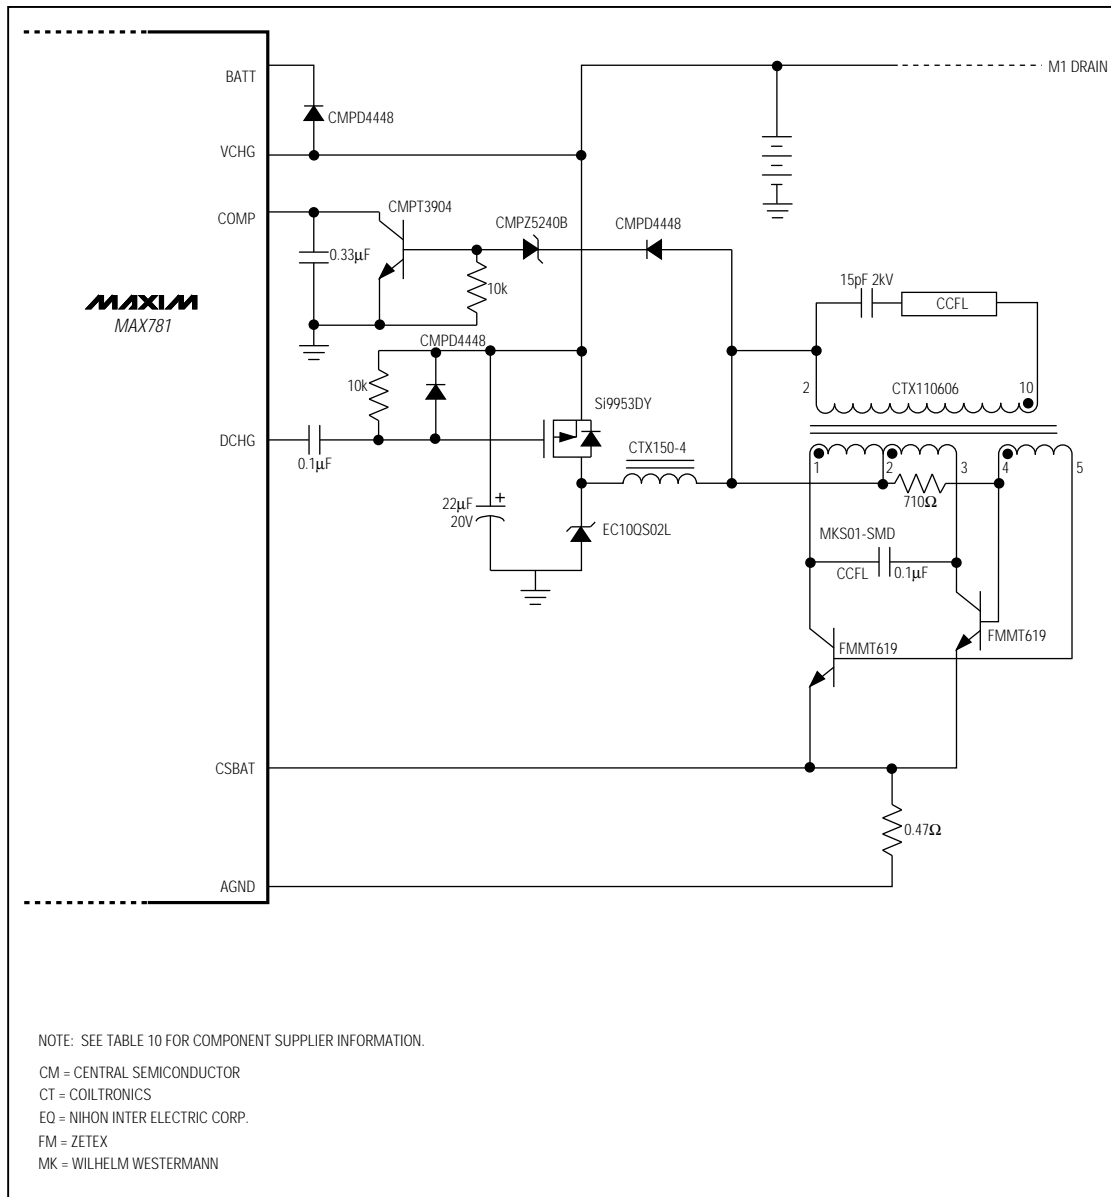 M1 DRAIN
BATT
CMPD4448
VCHG
CMPT3904
COMP
CMPZ5240B
CMPD4448
0.33µF
10k
15pF 2kV
CCFL
MAXIM
MAX781
CMPD4448
10k
2
CTX110606
10
Si9953DY
DCHG
0.1µF
CTX150-4
1
2
3
4
5
710Ω
22µF
20V
+
EC10QS02L
MKS01-SMD
CCFL
0.1µF
FMMT619
FMMT619
CSBAT
0.47Ω
AGND
NOTE: SEE TABLE 10 FOR COMPONENT SUPPLIER INFORMATION.
CM = CENTRAL SEMICONDUCTOR
CT = COILTRONICS
EQ = NIHON INTER ELECTRIC CORP.
FM = ZETEX
MK = WILHELM WESTERMANN